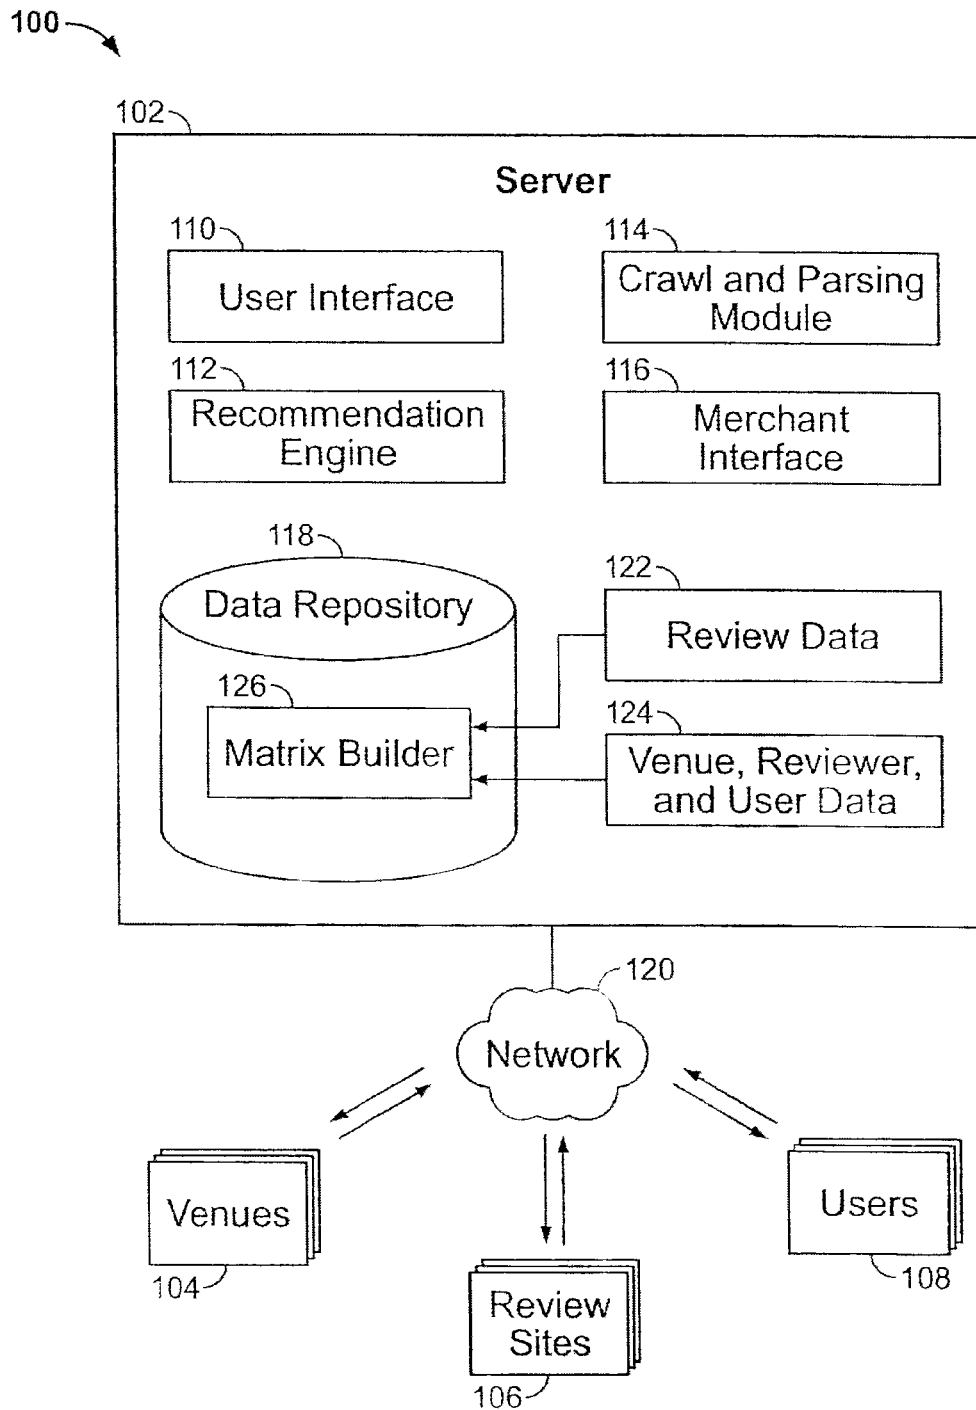 100
102
Server
110
User Interface
114
Crawl and Parsing
Module
112
Recommendation
Engine
116
Merchant
Interface
118
Data Repository
126
Matrix Builder
122
Review Data
124
Venue, Reviewer,
and User Data
120
Network
Venues
104
Review
Sites
106
Users
108